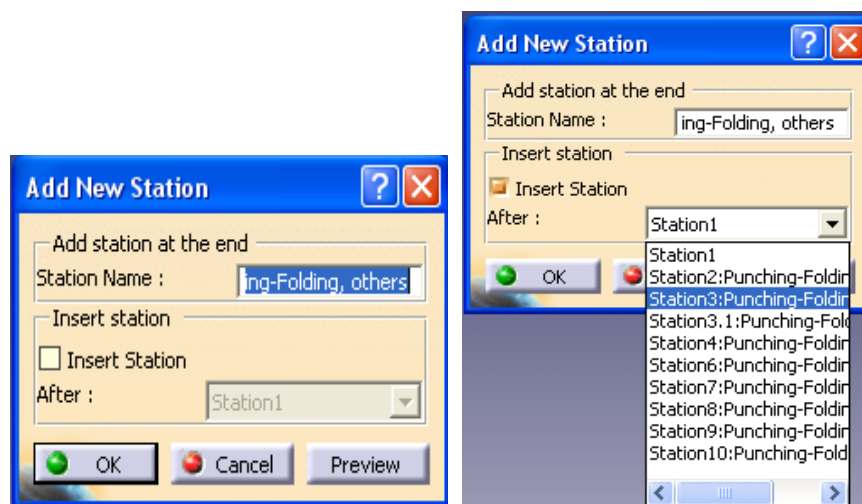 Add New Station
Add station at the end
Station Name :
ing-Folding, others
Insert station
Insert Station
After :
Station1
OK
Cancel
Preview
Add New Station
Add station at the end
Station Name :
ing-Folding, others
Insert station
Insert Station
After :
Station1
Station1
Station2:Punching-Foldin
Station3:Punching-Foldin
Station3.1:Punching-Fold
Station4:Punching-Foldin
Station6:Punching-Foldin
Station7:Punching-Foldin
Station8:Punching-Foldin
Station9:Punching-Foldin
Station10:Punching-Fold
OK